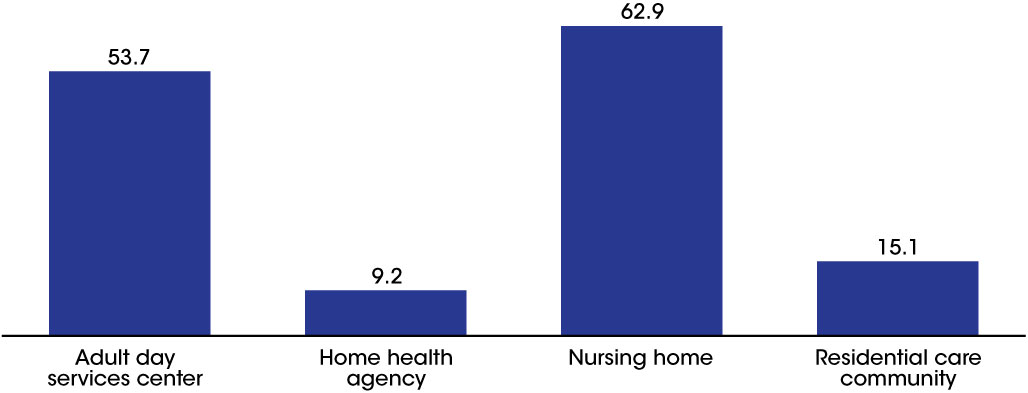 53.7
9.2
62.9
15.1
Adult day
services center
Home health
agency
Nursing home
Residential care
community